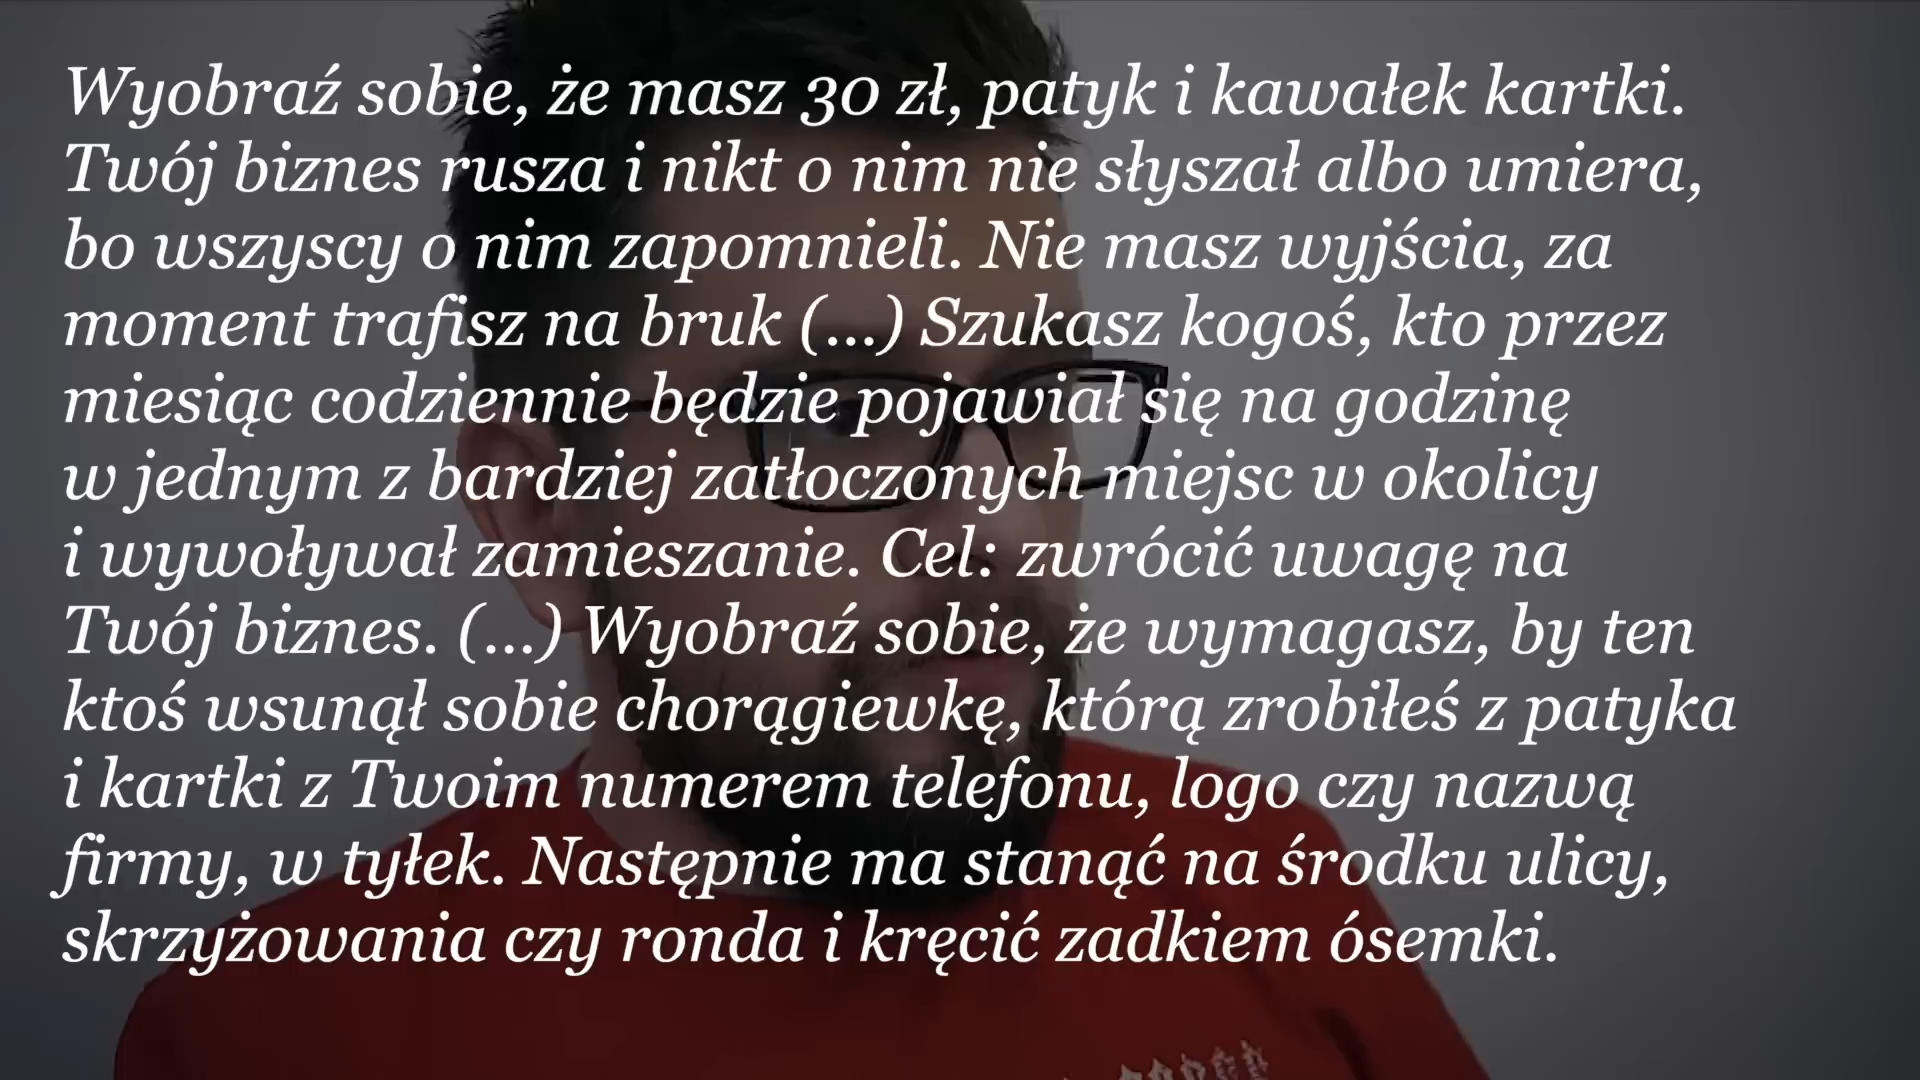 Wyobraź sobie, że masz 30 zł, patyk i kawałek kartki.
Twój biznes rusza i nikt o nim nie słyszał albo umiera,
bo wszyscy o nim zapomnieli. Nie masz wyjścia, za
moment trafisz na bruk (...) Szukasz kogoś, kto przez
miesiąc codziennie będzie pojawiał się na godzinę
w jednym z bardziej zatłoczonych miejsc w okolicy
i wywoływał zamieszanie. Cel: zwrócić uwagę na
Twój biznes. (...) Wyobraź sobie, że wymagasz, by ten
ktoś wsunął sobie chorągiewkę, którą zrobiłeś z patyka
i kartki z Twoim numerem telefonu, logo czy nazwą
firmy, w tyłek. Następnie ma stanąć na środku ulicy,
skrzyżowania czy ronda i kręcić zadkiem ósemki.